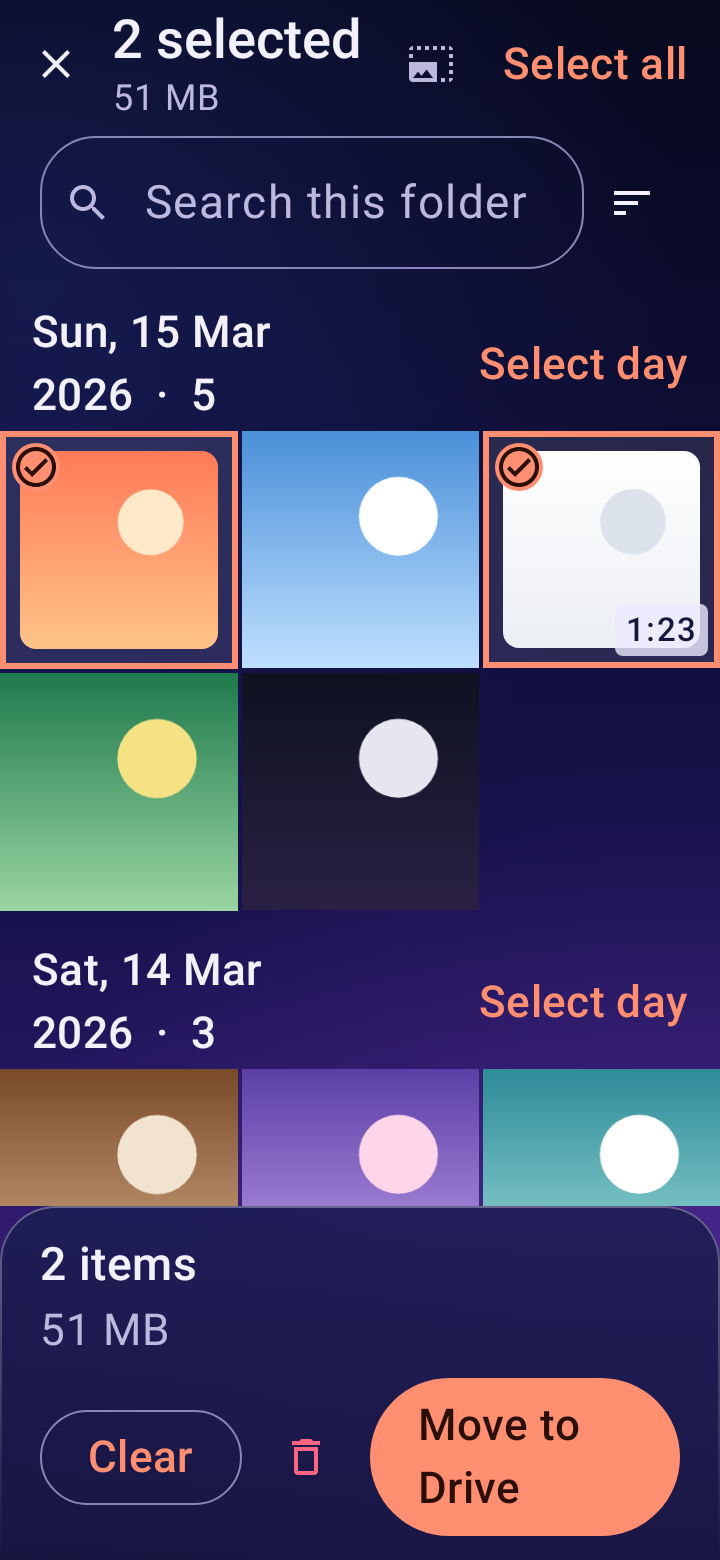 2 selected
51 MB
Select all
Search this folder
Sun, 15 Mar
2026 · 5
Select day
1:23
Sat, 14 Mar
2026 · 3
Select day
2 items
51 MB
Clear
Move to
Drive